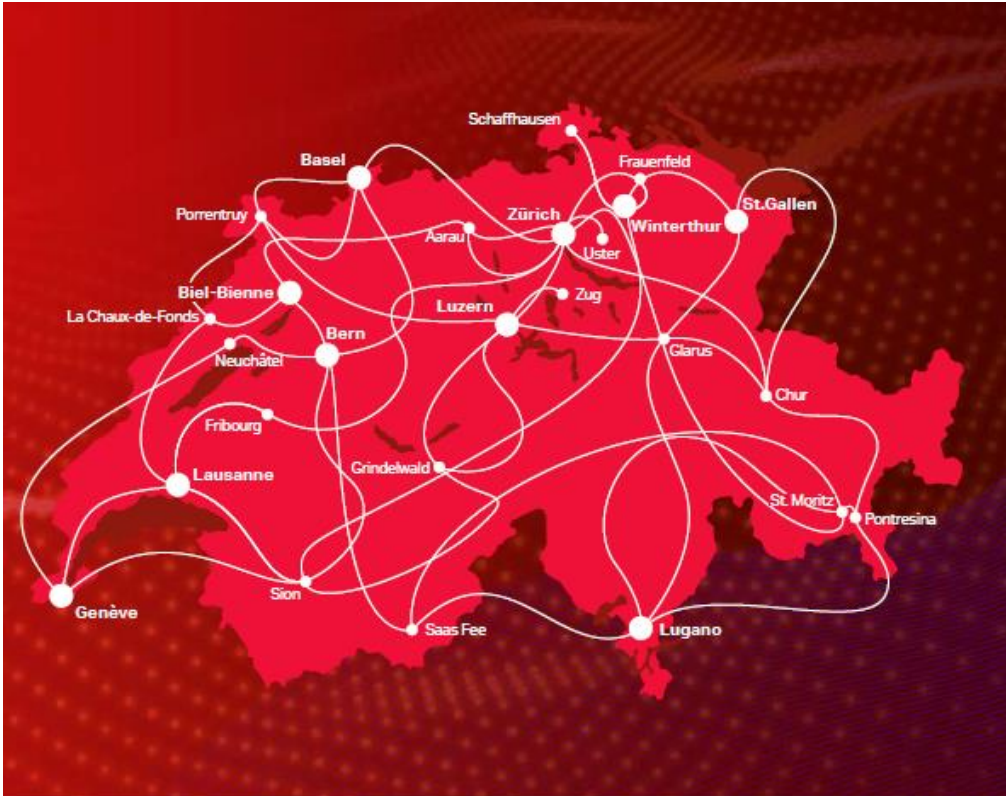 Schaffhausen
Basel
Frauenfeld
Porrentruy
Zürich
St.Gallen
Aarau
Winterthur
Uster
Biel-Bienne
Zug
Luzern
La Chaux-de-Fonds
Bern
Neuchâtel
Glarus
Chur
Fribourg
Grindelwald
Lausanne
St. Moritz
Pontresina
Sion
Genève
Saas Fee
Lugano